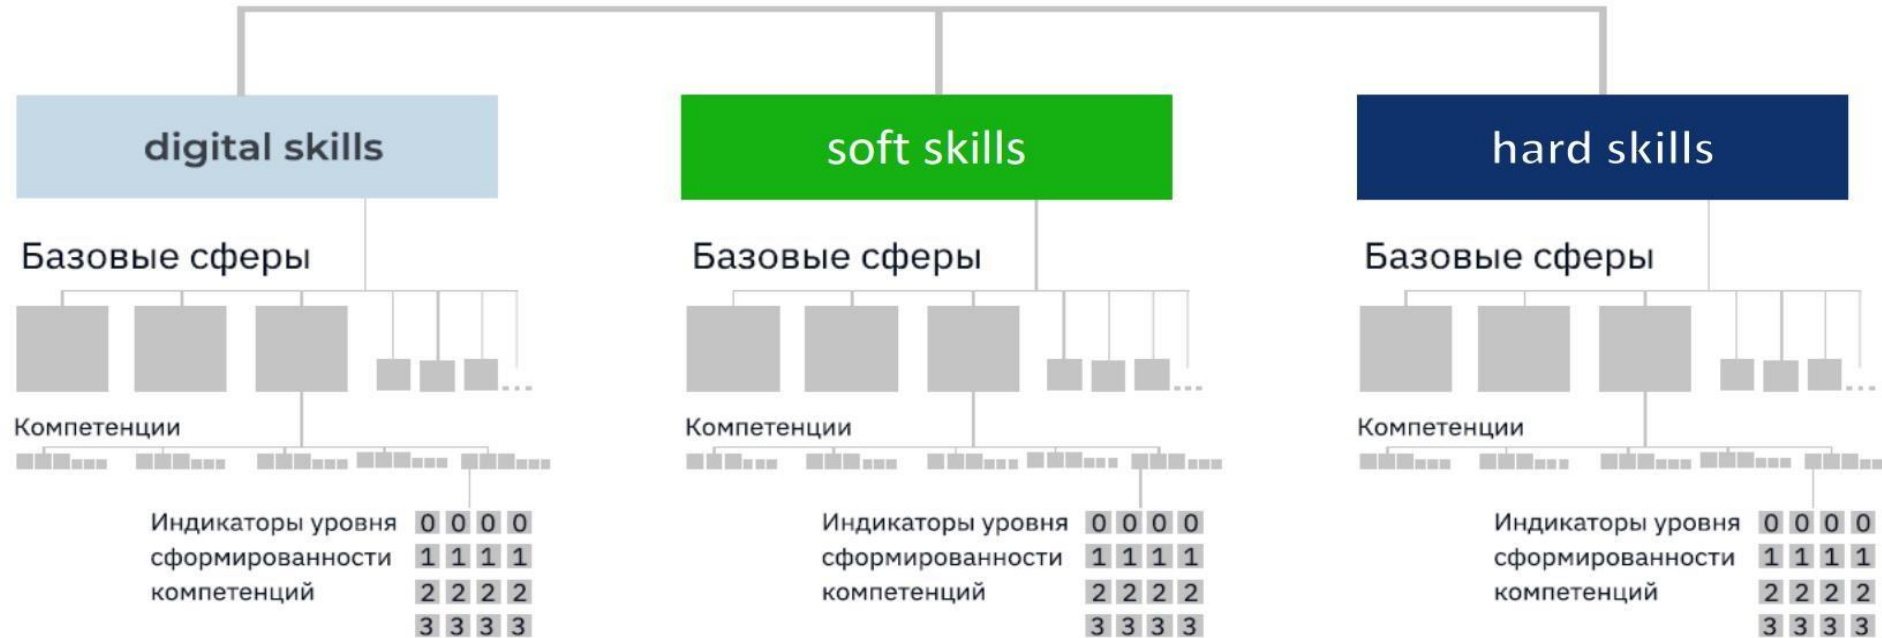 digital skills
Базовые сферы
Компетенции
Индикаторы уровня 0 0 0 0
сформированности 1 1 1 1
компетенций 2 2 2 2
3 3 3 3
soft skills
Базовые сферы
Компетенции
Индикаторы уровня 0 0 0 0
сформированности 1 1 1 1
компетенций 2 2 2 2
3 3 3 3
hard skills
Базовые сферы
Компетенции
Индикаторы уровня 0 0 0 0
сформированности 1 1 1 1
компетенций 2 2 2 2
3 3 3 3